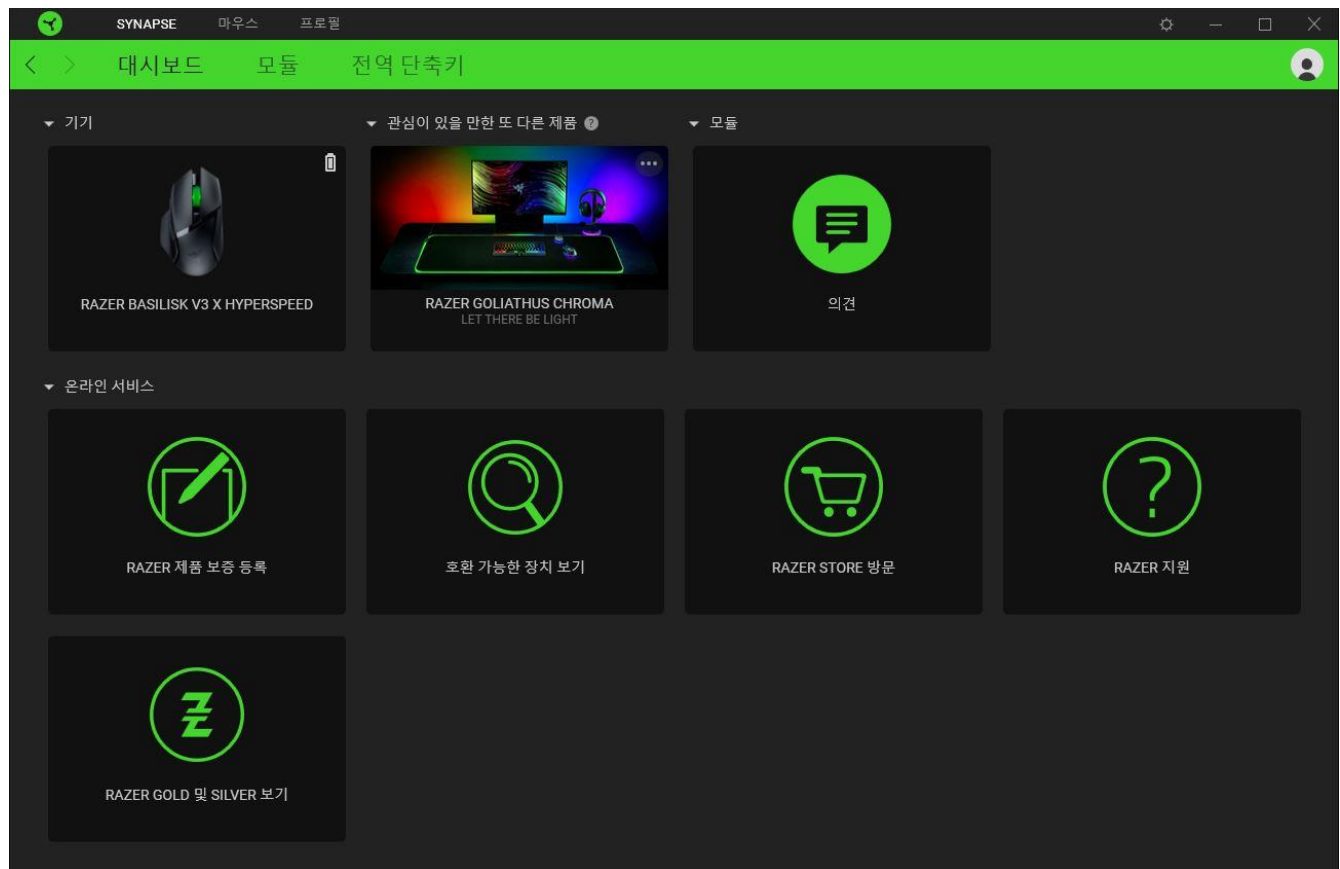 SYNAPSE 마우스 프로필
대시보드 모듈 전역 단축키
기기
관심이 있을 만한 또 다른 제품 ?
모듈
RAZER BASILISK V3 X HYPERSPEED
RAZER GOLIATHUS CHROMA
LET THERE BE LIGHT
의견
온라인 서비스
RAZER 제품 보증 등록
호환 가능한 장치 보기
RAZER STORE 방문
RAZER 지원
RAZER GOLD 및 SILVER 보기